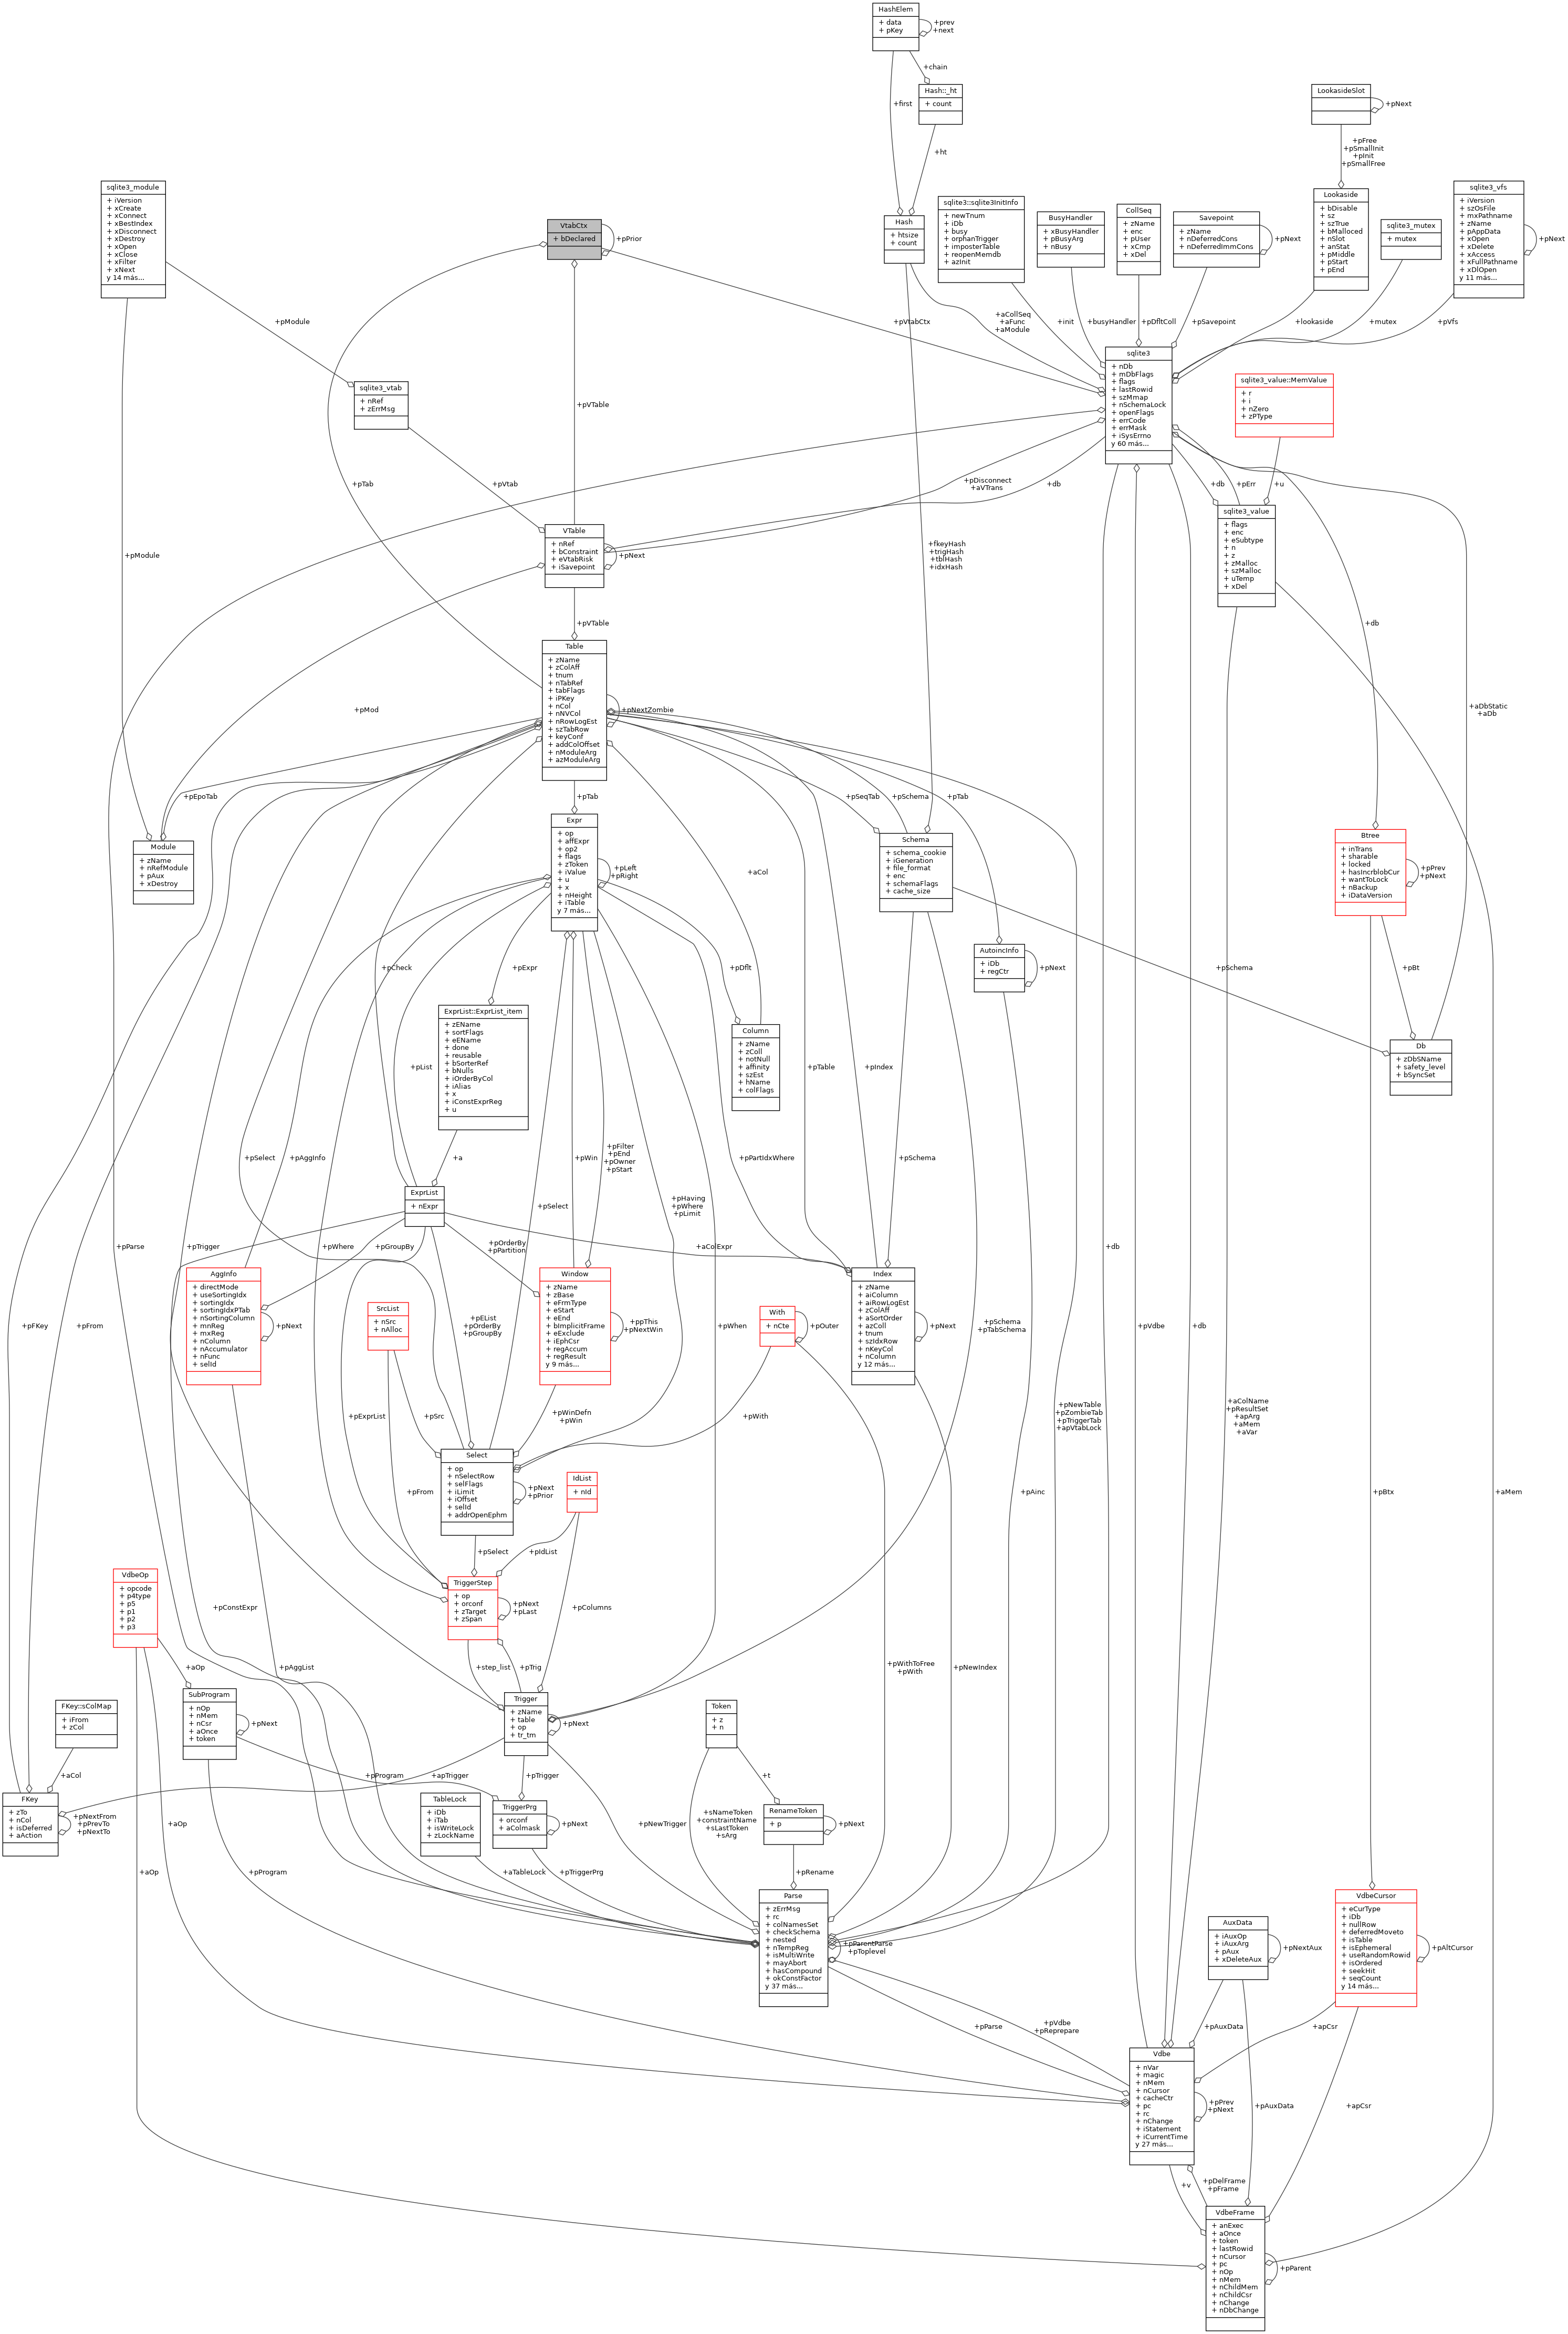 HashElem
+ data
+ pKey
+prev
+next
+chain
+first
Hash::_ht
+ count
+ht
LookasideSlot
+pNext
+pFree
+pSmallInit
+pInit
+pSmallFree
sqlite3_module
+ iVersion
+ xCreate
+ xConnect
+ xBestIndex
+ xDisconnect
+ xDestroy
+ xOpen
+ xClose
+ xFilter
+ xNext
y 14 más...
VtabCtx
+ bDeclared
+pPrior
Hash
+ htsize
+ count
sqlite3::sqlite3InitInfo
+ newTnum
+ iDb
+ busy
+ orphanTrigger
+ imposterTable
+ reopenMemdb
+ azInit
BusyHandler
+ xBusyHandler
+ pBusyArg
+ nBusy
CollSeq
+ zName
+ enc
+ pUser
+ xCmp
+ xDel
Savepoint
+ zName
+ nDeferredCons
+ nDeferredImmCons
+pNext
Lookaside
+ bDisable
+ sz
+ szTrue
+ bMalloced
+ nSlot
+ anStat
+ pMiddle
+ pStart
+ pEnd
sqlite3_mutex
+ mutex
sqlite3_vfs
+ iVersion
+ szOsFile
+ mxPathname
+ zName
+ pAppData
+ xOpen
+ xDelete
+ xAccess
+ xFullPathname
+ xDlOpen
y 11 más...
+pNext
+pModule
+pVtabCtx
+aCollSeq
+aFunc
+aModule
+init
+busyHandler
+pDfltColl
+pSavepoint
+lookaside
+mutex
+pVfs
sqlite3_vtab
+ nRef
+ zErrMsg
+pVTable
sqlite3
+ nDb
+ mDbFlags
+ flags
+ lastRowid
+ szMmap
+ nSchemaLock
+ openFlags
+ errCode
+ errMask
+ iSysErrno
y 60 más...
sqlite3_value::MemValue
+ r
+ i
+ nZero
+ zPType
+pTab
+pVtab
+pDisconnect
+aVTrans
+db
+db
+pErr
+u
sqlite3_value
+ flags
+ enc
+ eSubtype
+ n
+ z
+ zMalloc
+ szMalloc
+ uTemp
+ xDel
+pModule
VTable
+ nRef
+ bConstraint
+ eVtabRisk
+ iSavepoint
+pNext
+fkeyHash
+trigHash
+tblHash
+idxHash
+pVTable
+db
Table
+ zName
+ zColAff
+ tnum
+ nTabRef
+ tabFlags
+ iPKey
+ nCol
+ nNVCol
+ nRowLogEst
+ szTabRow
+ keyConf
+ addColOffset
+ nModuleArg
+ azModuleArg
+pNextZombie
+pMod
+aDbStatic
+aDb
+pEpoTab
+pTab
+pSeqTab
+pSchema
+pTab
Module
+ zName
+ nRefModule
+ pAux
+ xDestroy
Expr
+ op
+ affExpr
+ op2
+ flags
+ zToken
+ iValue
+ u
+ x
+ nHeight
+ iTable
y 7 más...
+pLeft
+pRight
+aCol
Schema
+ schema_cookie
+ iGeneration
+ file_format
+ enc
+ schemaFlags
+ cache_size
Btree
+ inTrans
+ sharable
+ locked
+ hasIncrblobCur
+ wantToLock
+ nBackup
+ iDataVersion
+pPrev
+pNext
+pCheck
+pExpr
+pDflt
AutoincInfo
+ iDb
+ regCtr
+pNext
+pSchema
+pBt
ExprList::ExprList_item
+ zEName
+ sortFlags
+ eEName
+ done
+ reusable
+ bSorterRef
+ bNulls
+ iOrderByCol
+ iAlias
+ x
+ iConstExprReg
+ u
Column
+ zName
+ zColl
+ notNull
+ affinity
+ szEst
+ hName
+ colFlags
Db
+ zDbSName
+ safety_level
+ bSyncSet
+pList
+pTable
+pIndex
+pSelect
+pAggInfo
+a
+pFilter
+pEnd
+pOwner
+pStart
+pWin
+pPartIdxWhere
+pSchema
ExprList
+ nExpr
+pSelect
+pHaving
+pWhere
+pLimit
+pParse
+pTrigger
+pWhere
+pGroupBy
+pOrderBy
+pPartition
+aColExpr
+db
AggInfo
+ directMode
+ useSortingIdx
+ sortingIdx
+ sortingIdxPTab
+ nSortingColumn
+ mnReg
+ mxReg
+ nColumn
+ nAccumulator
+ nFunc
+ selId
+pNext
SrcList
+ nSrc
+ nAlloc
+pEList
+pOrderBy
+pGroupBy
Window
+ zName
+ zBase
+ eFrmType
+ eStart
+ eEnd
+ bImplicitFrame
+ eExclude
+ iEphCsr
+ regAccum
+ regResult
y 9 más...
+ppThis
+pNextWin
With
+ nCte
+pOuter
Index
+ zName
+ aiColumn
+ aiRowLogEst
+ zColAff
+ aSortOrder
+ azColl
+ tnum
+ szIdxRow
+ nKeyCol
+ nColumn
y 12 más...
+pNext
+pFKey
+pFrom
+pWhen
+pSchema
+pTabSchema
+pVdbe
+db
+pExprList
+pSrc
+pWinDefn
+pWin
+pWith
+pNewTable
+pZombieTab
+pTriggerTab
+apVtabLock
+aColName
+pResultSet
+apArg
+aMem
+aVar
Select
+ op
+ nSelectRow
+ selFlags
+ iLimit
+ iOffset
+ selId
+ addrOpenEphm
+pNext
+pPrior
+pFrom
IdList
+ nId
+pAinc
+pBtx
+aMem
+pSelect
+pIdList
VdbeOp
+ opcode
+ p4type
+ p5
+ p1
+ p2
+ p3
+pConstExpr
TriggerStep
+ op
+ orconf
+ zTarget
+ zSpan
+pNext
+pLast
+pColumns
+aOp
+pAggList
+step_list
+pTrig
+pWithToFree
+pWith
+pNewIndex
FKey::sColMap
+ iFrom
+ zCol
SubProgram
+ nOp
+ nMem
+ nCsr
+ aOnce
+ token
+pNext
Trigger
+ zName
+ table
+ op
+ tr_tm
+pNext
Token
+ z
+ n
+aCol
+pProgram
+apTrigger
+pTrigger
+t
FKey
+ zTo
+ nCol
+ isDeferred
+ aAction
+pNextFrom
+pPrevTo
+pNextTo
+aOp
TableLock
+ iDb
+ iTab
+ isWriteLock
+ zLockName
TriggerPrg
+ orconf
+ aColmask
+pNext
+pNewTrigger
+sNameToken
+constraintName
+sLastToken
+sArg
RenameToken
+ p
+pNext
+aOp
+pProgram
+aTableLock
+pTriggerPrg
+pRename
Parse
+ zErrMsg
+ rc
+ colNamesSet
+ checkSchema
+ nested
+ nTempReg
+ isMultiWrite
+ mayAbort
+ hasCompound
+ okConstFactor
y 37 más...
+pParentParse
+pToplevel
AuxData
+ iAuxOp
+ iAuxArg
+ pAux
+ xDeleteAux
+pNextAux
VdbeCursor
+ eCurType
+ iDb
+ nullRow
+ deferredMoveto
+ isTable
+ isEphemeral
+ useRandomRowid
+ isOrdered
+ seekHit
+ seqCount
y 14 más...
+pAltCursor
+pParse
+pVdbe
+pReprepare
+pAuxData
+apCsr
Vdbe
+ nVar
+ magic
+ nMem
+ nCursor
+ cacheCtr
+ pc
+ rc
+ nChange
+ iStatement
+ iCurrentTime
y 27 más...
+pPrev
+pNext
+pAuxData
+apCsr
+v
+pDelFrame
+pFrame
VdbeFrame
+ anExec
+ aOnce
+ token
+ lastRowid
+ nCursor
+ pc
+ nOp
+ nMem
+ nChildMem
+ nChildCsr
+ nChange
+ nDbChange
+pParent